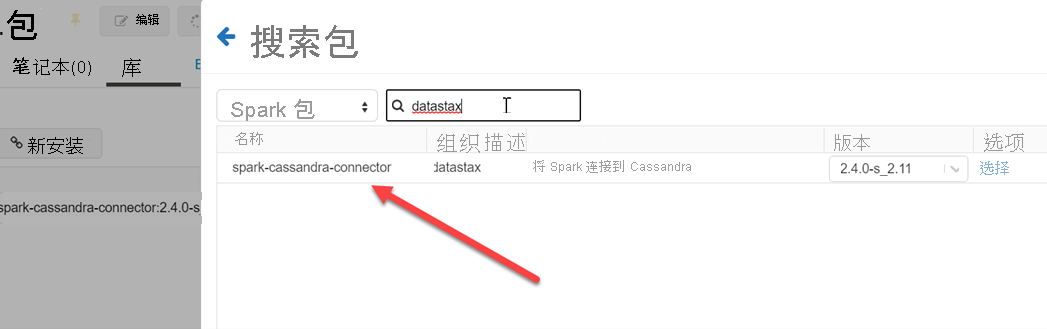 包
编辑
笔记本(0)
库
新安装
spark-cassandra-connector:2.4.0-s_
搜索包
Spark 包
datastax
名称 组织 描述 版本 选项
spark-cassandra-connector datastax 将 Spark 连接到 Cassandra 2.4.0-s_2.11 选择